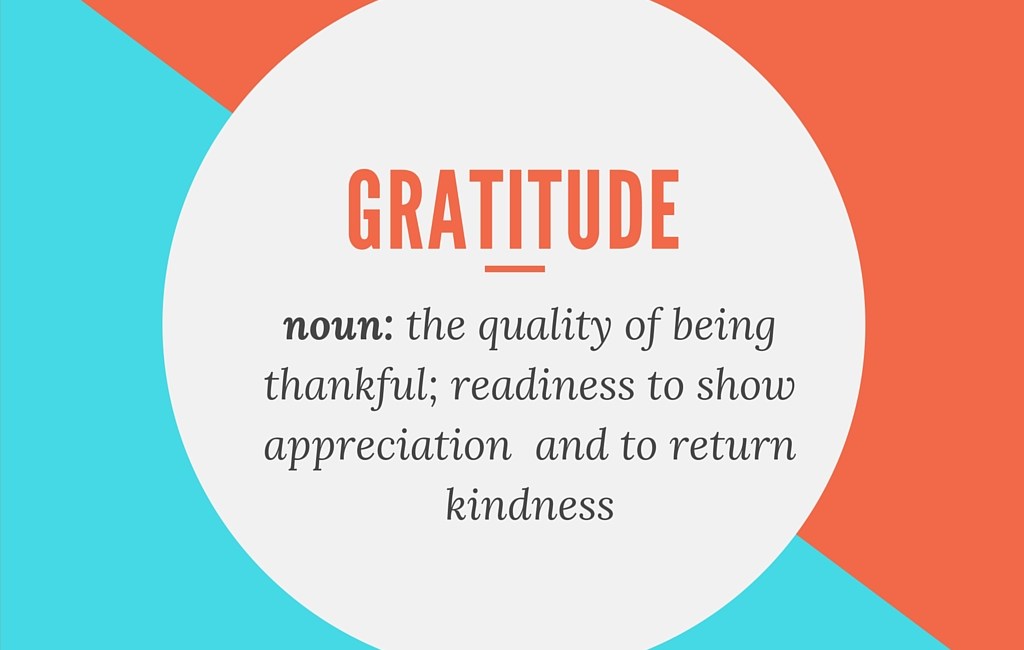 GRATITUDE
noun: the quality of being
thankful; readiness to show
appreciation  and to return
kindness